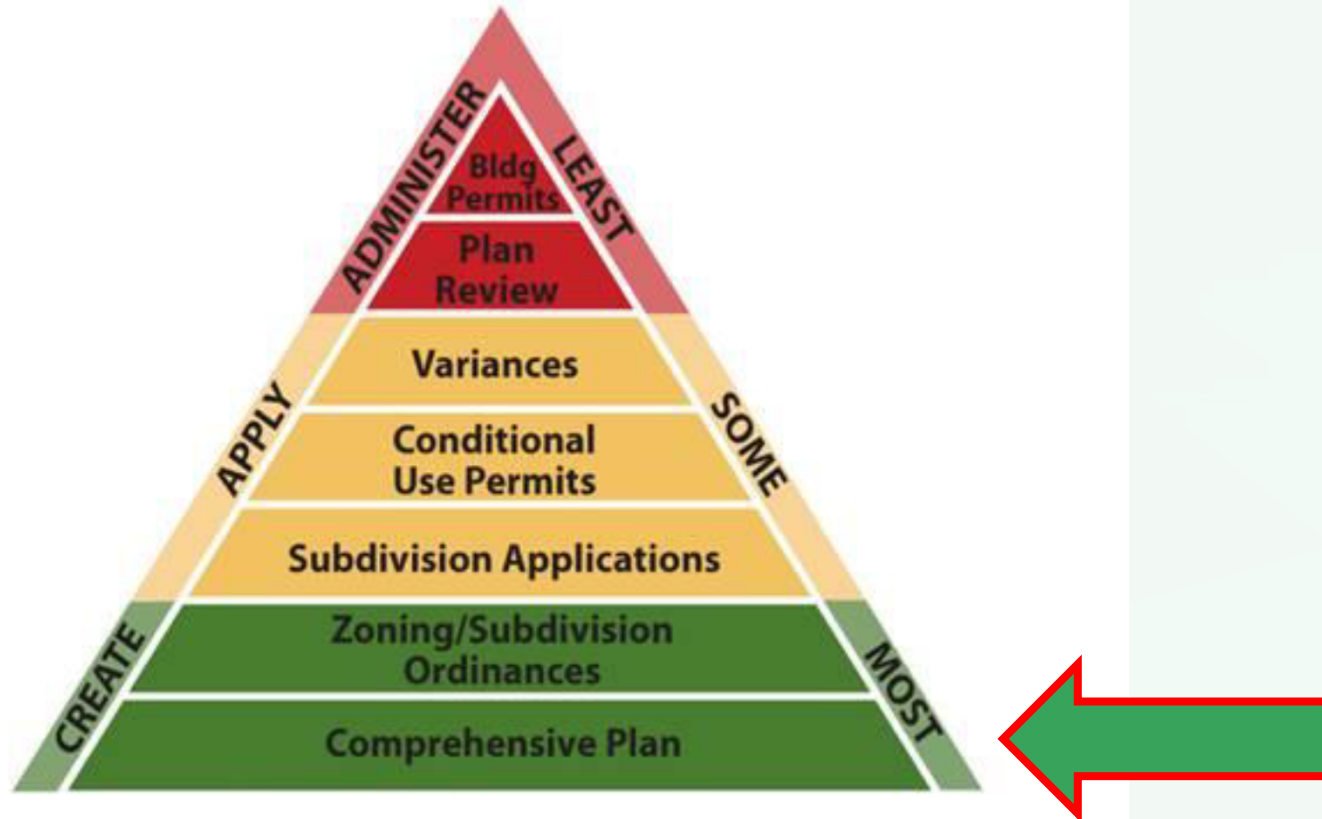 ADMINISTER
LEAST
Bldg
Permits
Plan
Review
APPLY
SOME
Variances
Conditional
Use Permits
Subdivision Applications
CREATE
MOST
Zoning/Subdivision
Ordinances
Comprehensive Plan